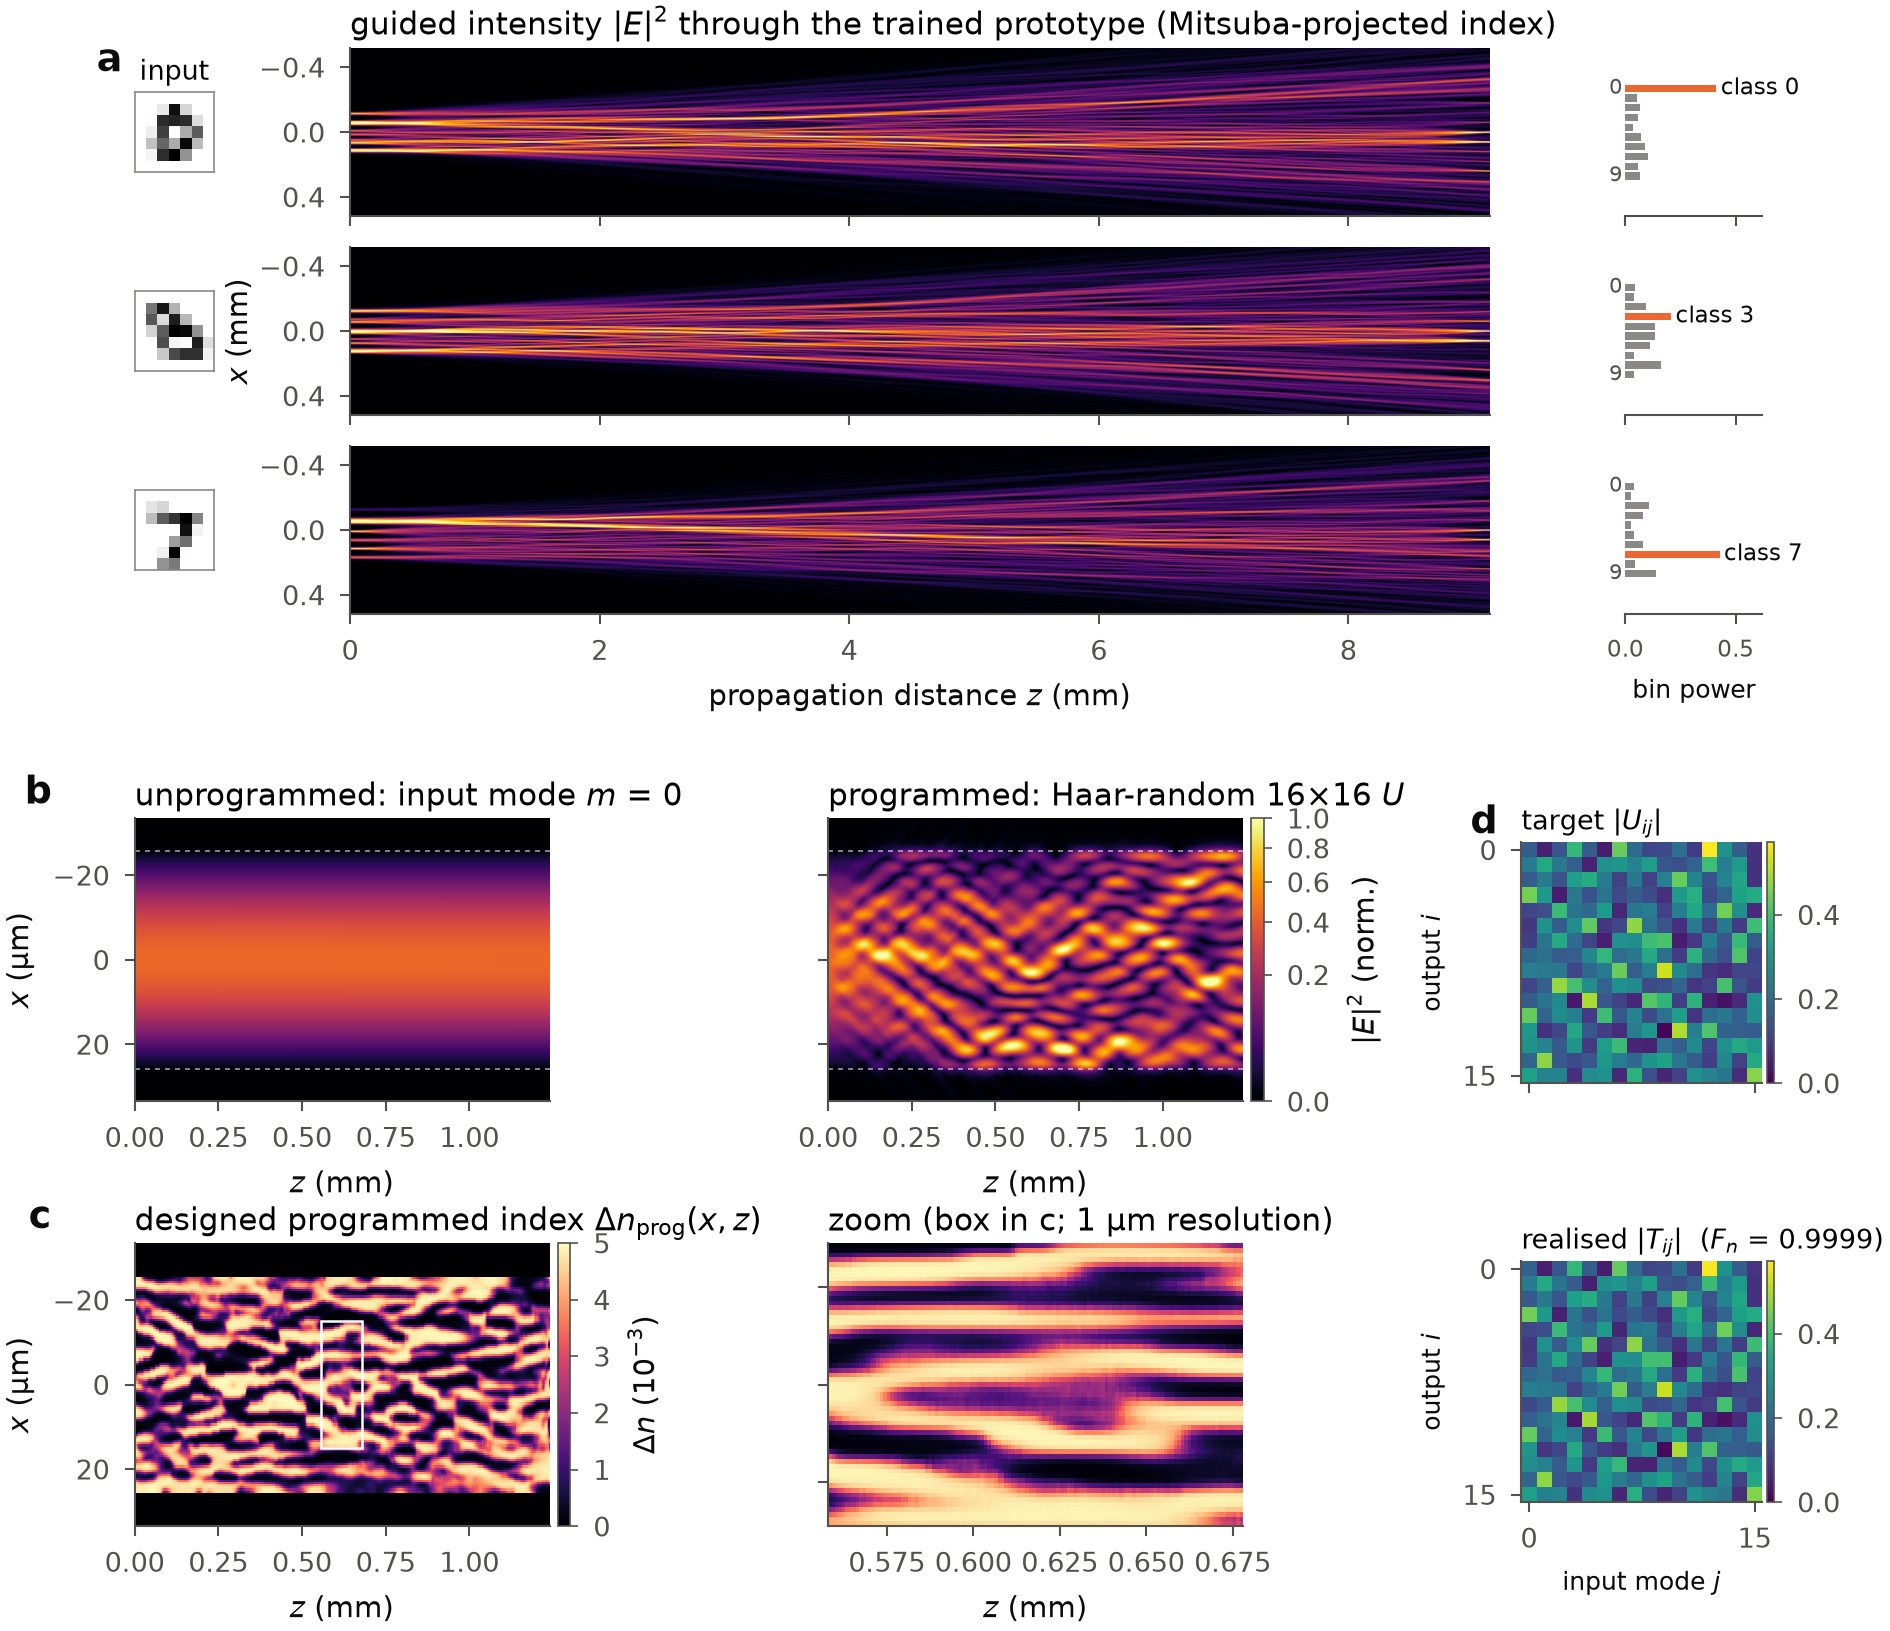 guided intensity |E|² through the trained prototype (Mitsuba-projected index)
a
input
−0.4
0.0
0.4
0
9
class 0
x (mm)
−0.4
0.0
0.4
0
9
class 3
−0.4
0.0
0.4
0
9
class 7
0 2 4 6 8
propagation distance z (mm)
0.0 0.5
bin power
b
unprogrammed: input mode m = 0
x (µm)
−20
0
20
0.00 0.25 0.50 0.75 1.00
z (mm)
programmed: Haar-random 16×16 U
0.00 0.25 0.50 0.75 1.00
z (mm)
1.0
0.8
0.6
0.4
0.2
0.0
|E|² (norm.)
d
target |Uij|
output i
0
15
0.4
0.2
0.0
c
designed programmed index Δnprog(x, z)
x (µm)
−20
0
20
0.00 0.25 0.50 0.75 1.00
z (mm)
5
4
3
2
1
0
Δn (10⁻³)
zoom (box in c; 1 µm resolution)
0.575 0.600 0.625 0.650 0.675
z (mm)
realised |Tij| (Fn = 0.9999)
output i
0
15
0.4
0.2
0.0
0 15
input mode j